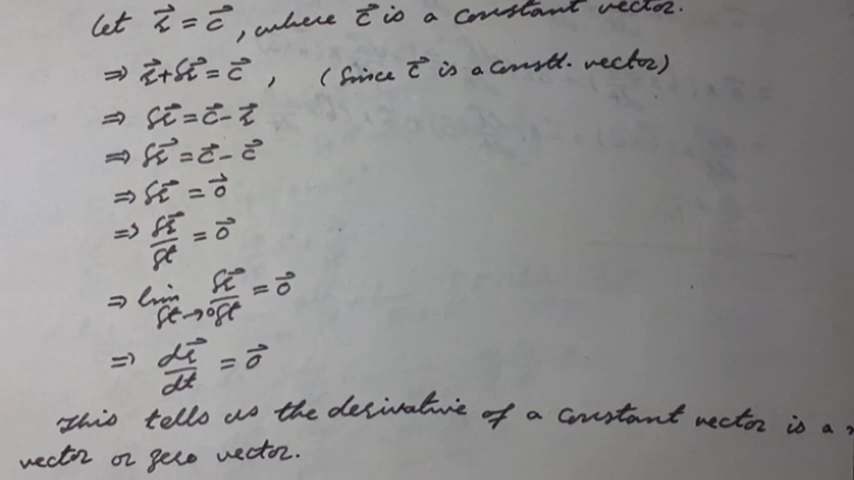 Let r⃗ = c⃗, where c⃗ is a constant vector.
⇒ r⃗+δr⃗ = c⃗, (Since c⃗ is a constt. vector)
⇒ δr⃗ = c⃗ - r⃗
⇒ δr⃗ = c⃗ - c⃗
⇒ δr⃗ = 0⃗
⇒ δr⃗/δt = 0⃗
⇒ lim δt→0 δr⃗/δt = 0⃗
⇒ dr⃗/dt = 0⃗
This tells us the derivative of a constant vector is a
vector or zero vector.